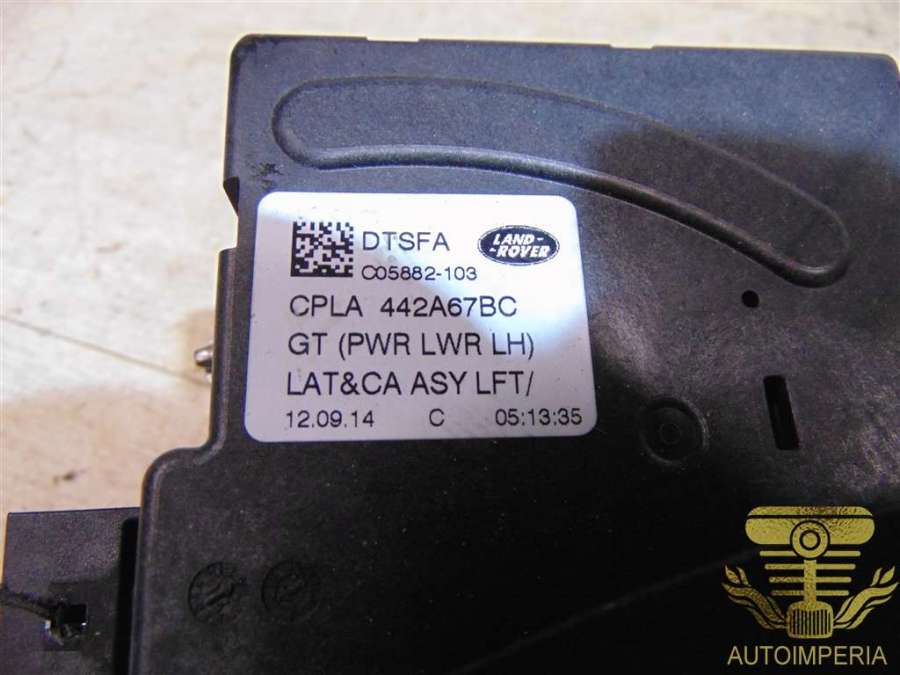 DTSFA
LAND-
-ROVER
C05882-103
CPLA 442A67BC
GT (PWR LWR LH)
LAT&CA ASY LFT/
12.09.14 C 05:13:35
AUTOIMPERIA